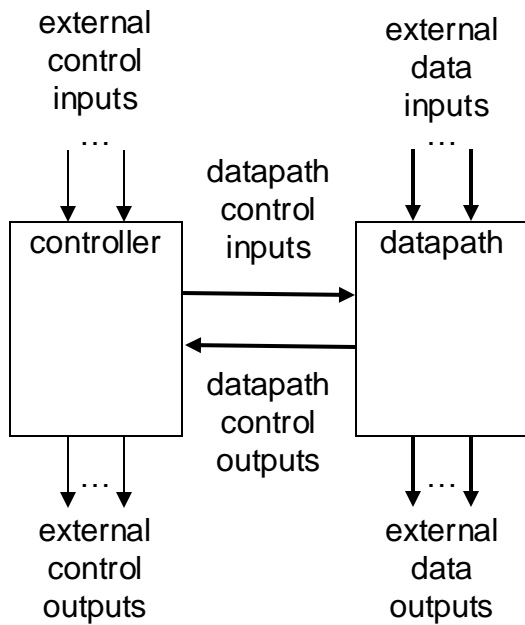 external
control
inputs
…
external
data
inputs
…
datapath
control
inputs
controller
datapath
datapath
control
outputs
…
external
control
outputs
…
external
data
outputs